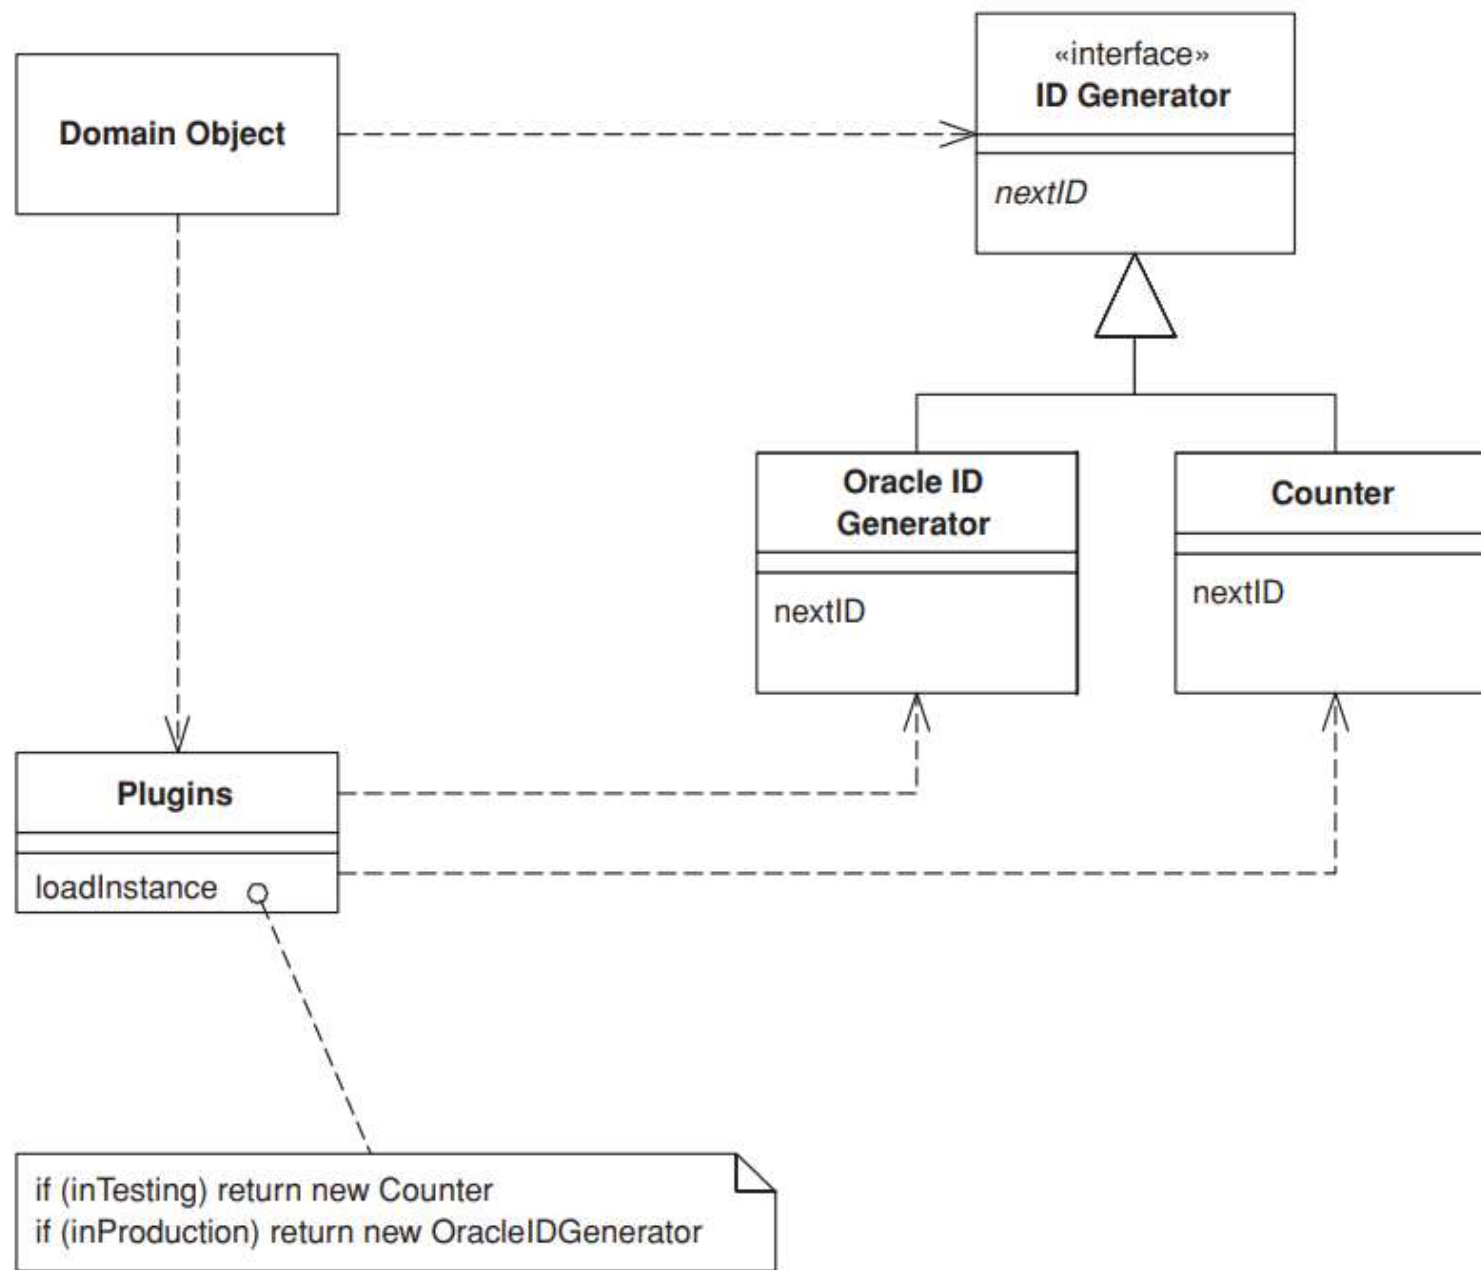 «interface»
ID Generator
Domain Object
nextID
Oracle ID
Generator
Counter
nextID
nextID
Plugins
loadInstance
if (inTesting) return new Counter
if (inProduction) return new OracleIDGenerator